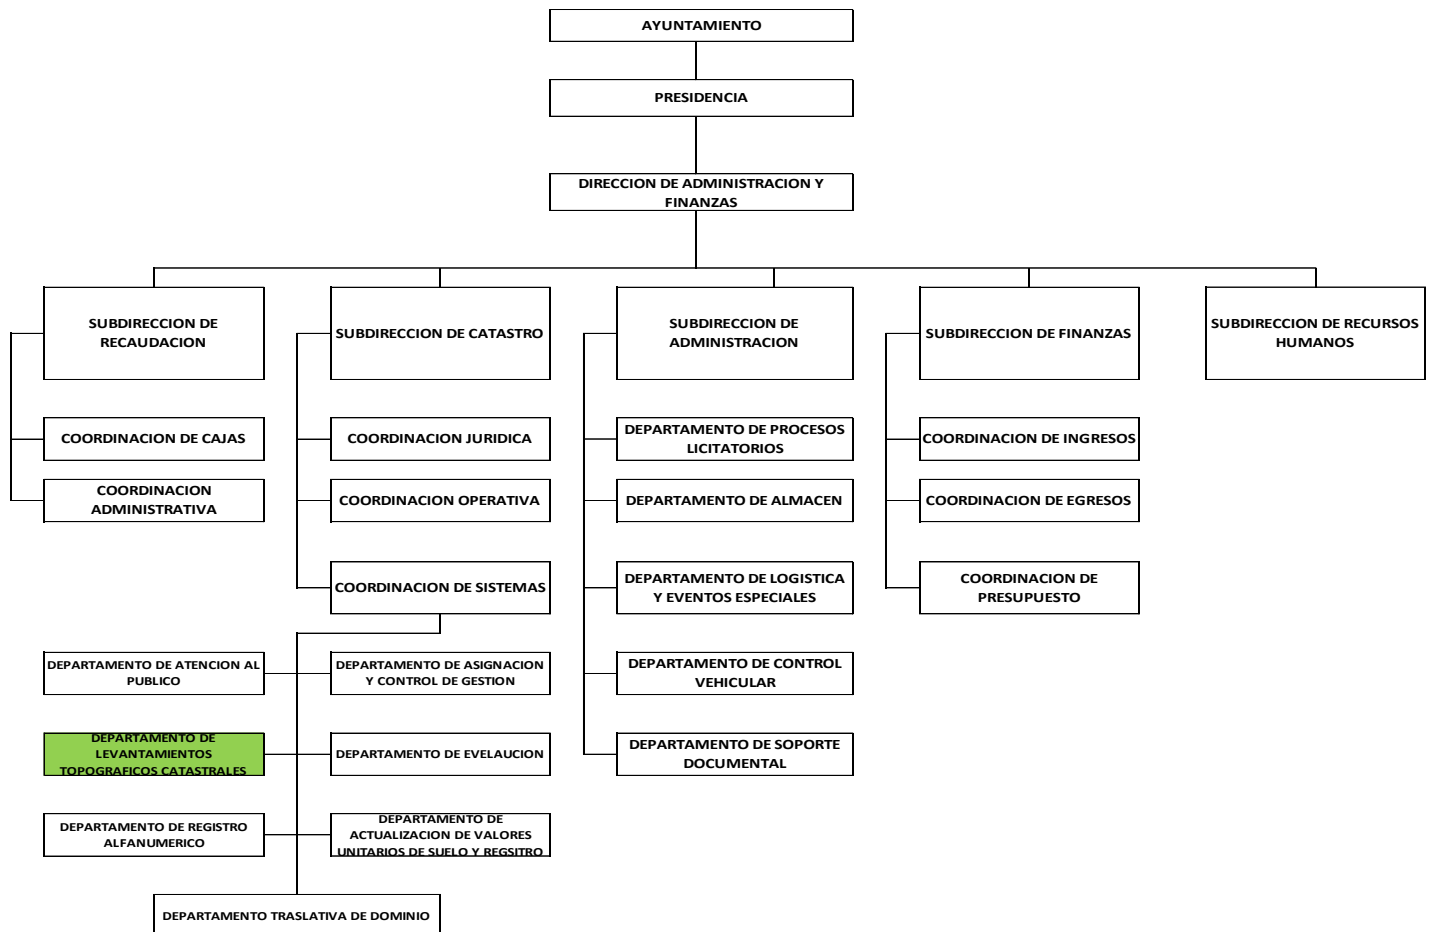 AYUNTAMIENTO
PRESIDENCIA
DIRECCION DE ADMINISTRACION Y
FINANZAS
SUBDIRECCION DE
RECAUDACION
SUBDIRECCION DE CATASTRO
SUBDIRECCION DE
ADMINISTRACION
SUBDIRECCION DE FINANZAS
SUBDIRECCION DE RECURSOS
HUMANOS
COORDINACION DE CAJAS
COORDINACION JURIDICA
DEPARTAMENTO DE PROCESOS
LICITATORIOS
COORDINACION DE INGRESOS
COORDINACION
ADMINISTRATIVA
COORDINACION OPERATIVA
DEPARTAMENTO DE ALMACEN
COORDINACION DE EGRESOS
COORDINACION DE SISTEMAS
DEPARTAMENTO DE LOGISTICA
Y EVENTOS ESPECIALES
COORDINACION DE
PRESUPUESTO
DEPARTAMENTO DE ATENCION AL
PUBLICO
DEPARTAMENTO DE ASIGNACION
Y CONTROL DE GESTION
DEPARTAMENTO DE CONTROL
VEHICULAR
DEPARTAMENTO DE
LEVANTAMIENTOS
TOPOGRAFICOS CATASTRALES
DEPARTAMENTO DE EVELAUCION
DEPARTAMENTO DE SOPORTE
DOCUMENTAL
DEPARTAMENTO DE REGISTRO
ALFANUMERICO
DEPARTAMENTO DE
ACTUALIZACION DE VALORES
UNITARIOS DE SUELO Y REGSITRO
DEPARTAMENTO TRASLATIVA DE DOMINIO